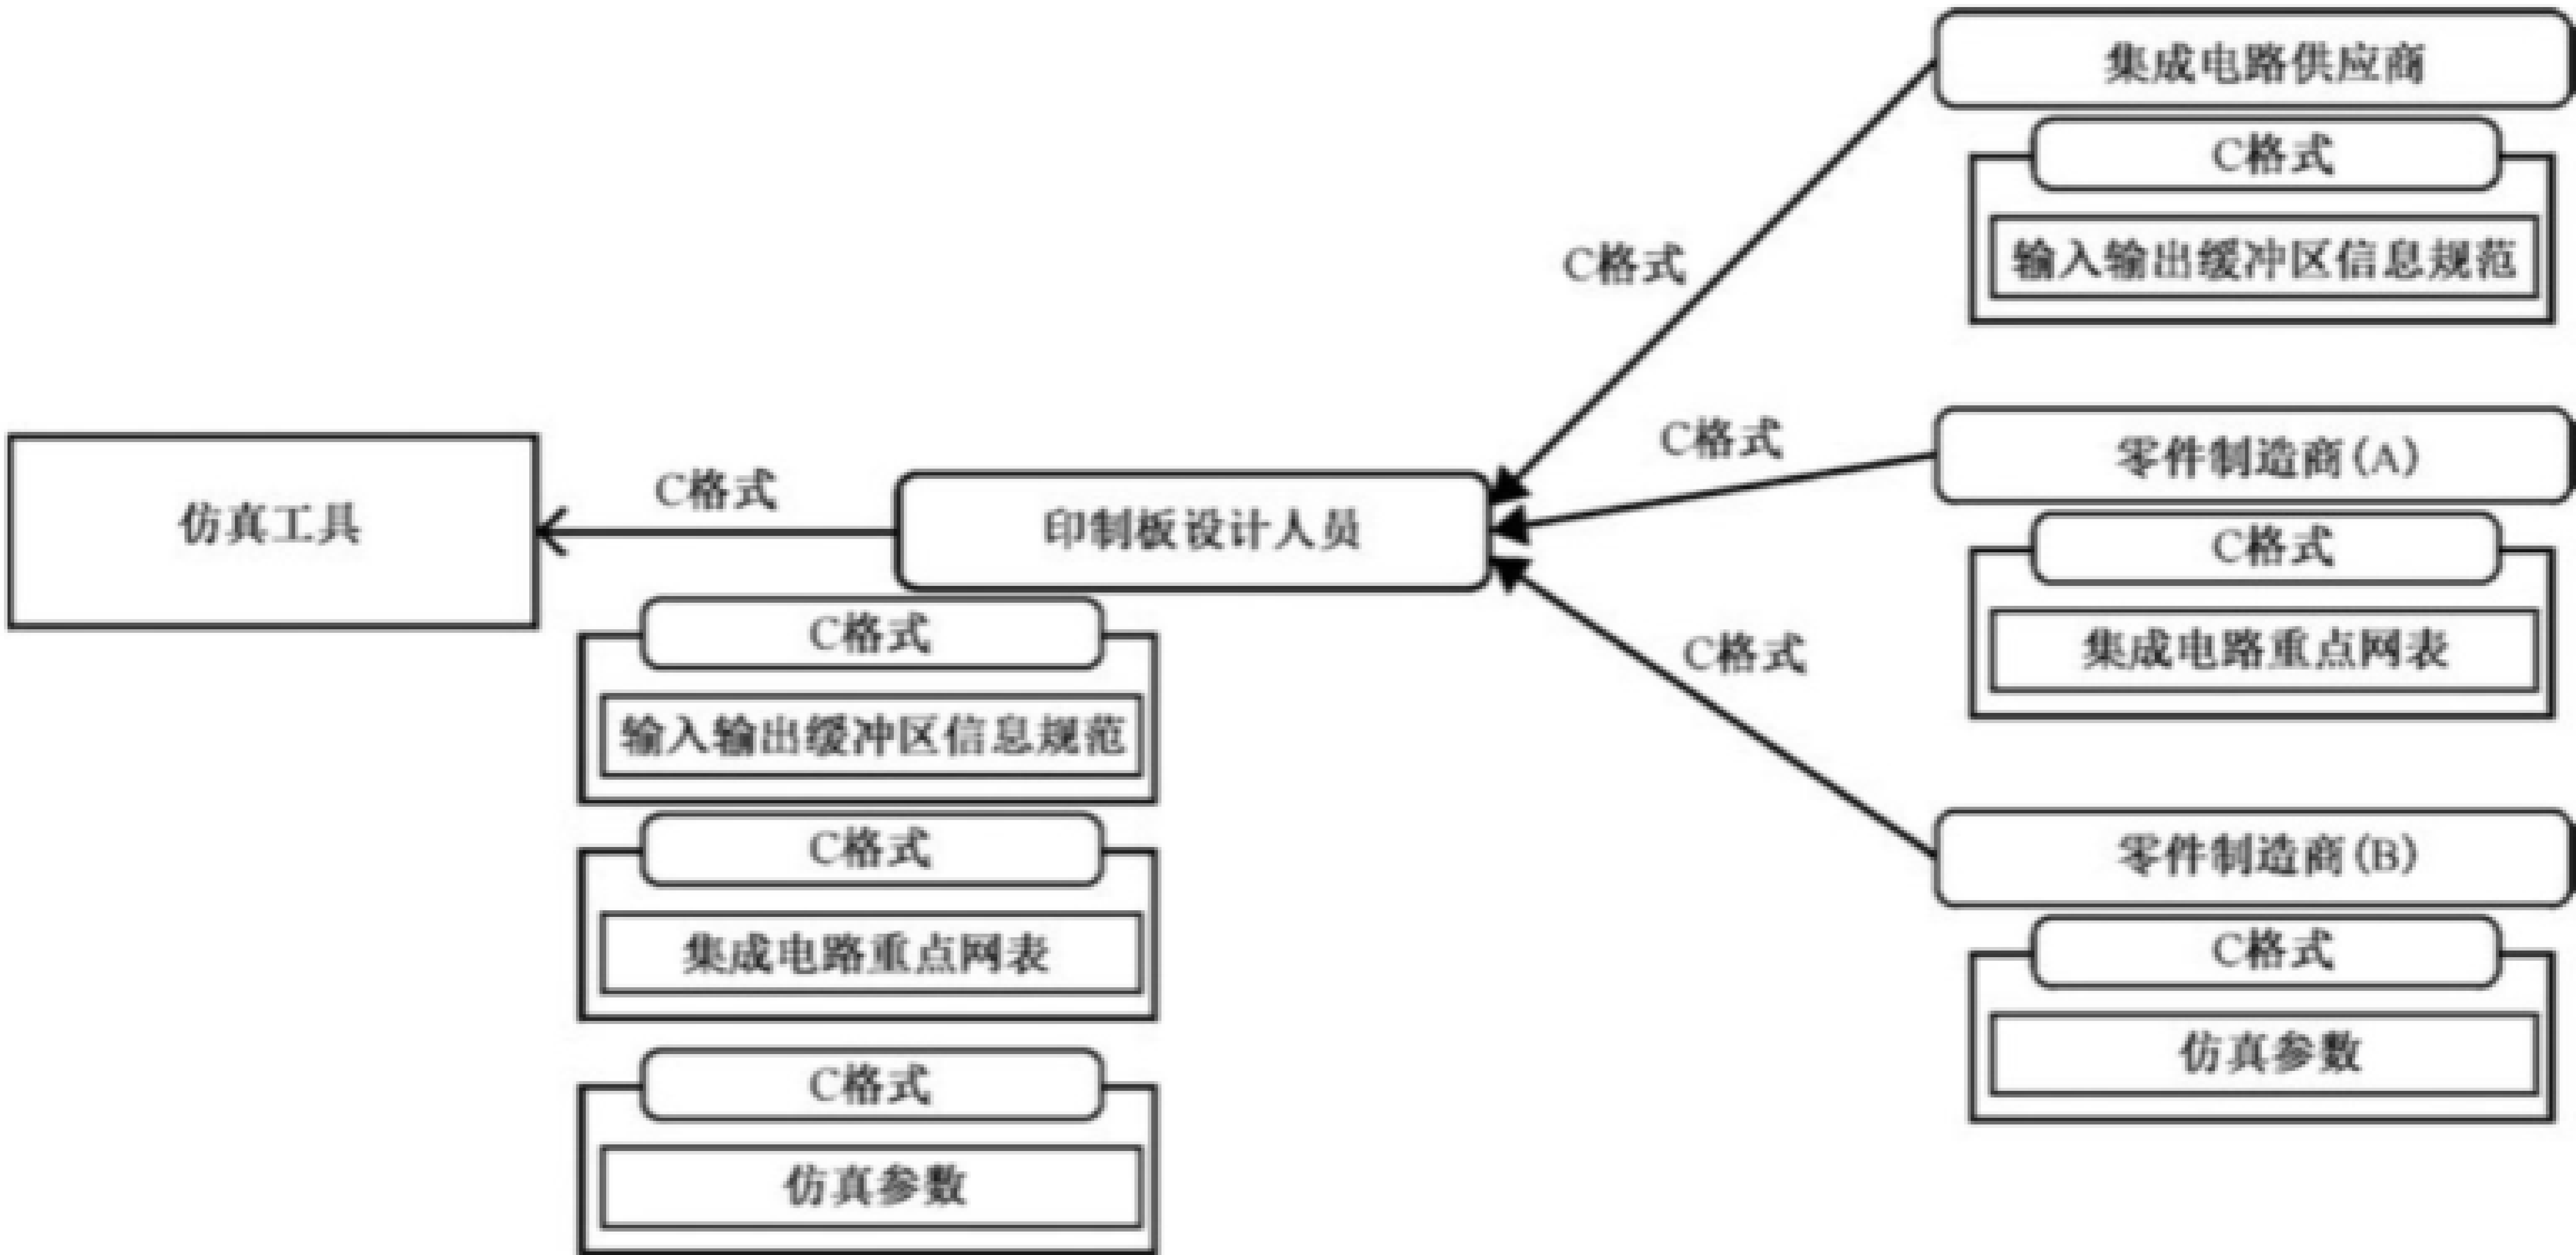 集成电路供应商
C格式
输入输出缓冲区信息规范
C格式
零件制造商(A)
C格式
C格式
集成电路重点网表
仿真工具
C格式
印制板设计人员
C格式
输入输出缓冲区信息规范
C格式
集成电路重点网表
C格式
仿真参数
C格式
零件制造商(B)
C格式
仿真参数